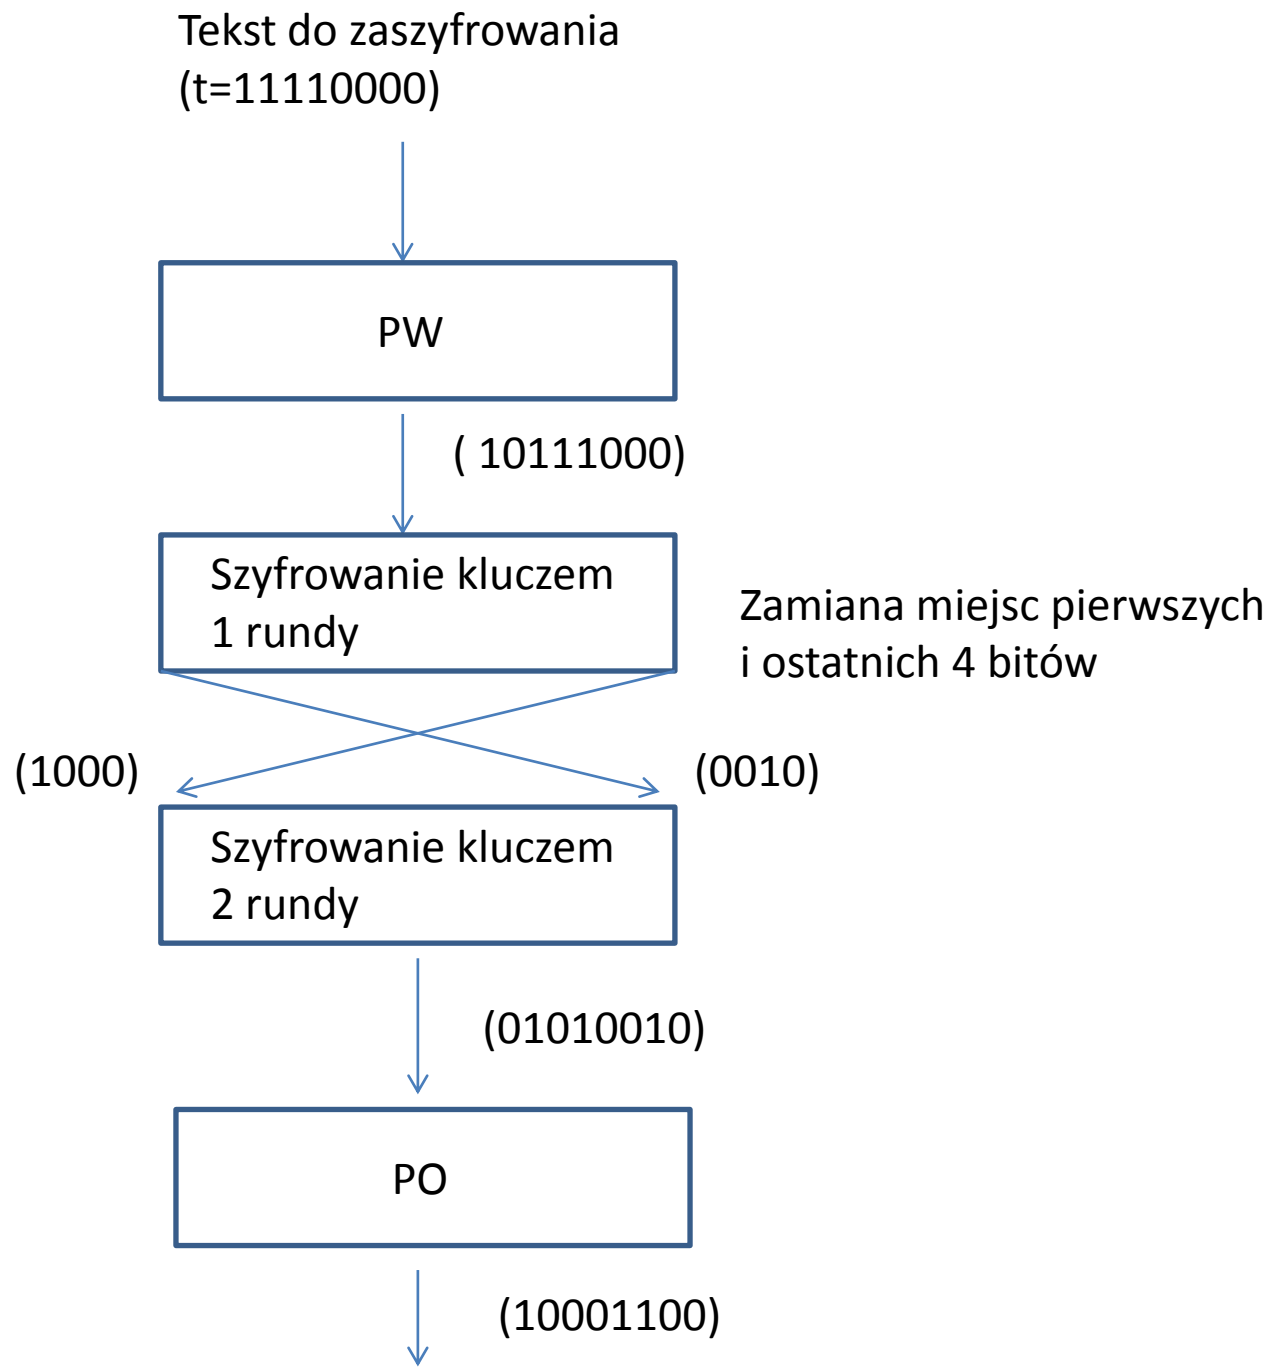 Tekst do zaszyfrowania
(t=11110000)
PW
( 10111000)
Szyfrowanie kluczem
1 rundy
Zamiana miejsc pierwszych
i ostatnich 4 bitów
(1000)
(0010)
Szyfrowanie kluczem
2 rundy
(01010010)
PO
(10001100)